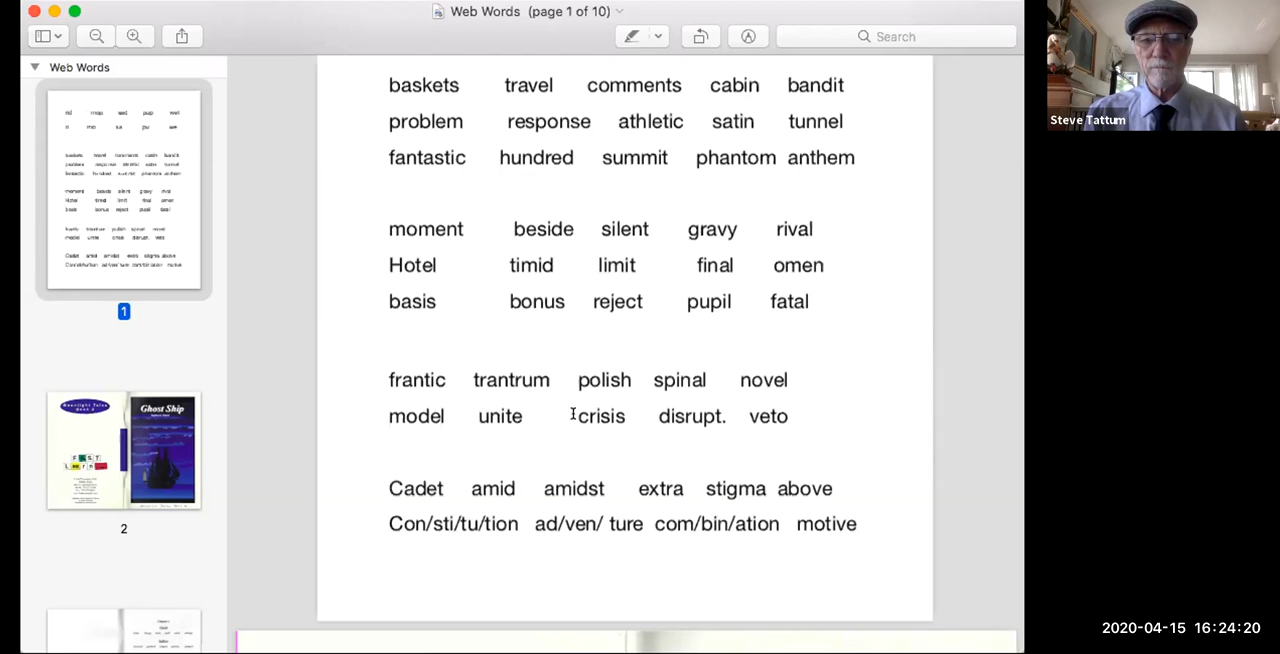 Web Words (page 1 of 10)
Search
Web Words
Steve Tattum
baskets travel comments cabin bandit
problem response athletic satin tunnel
fantastic hundred summit phantom anthem
moment beside silent gravy rival
Hotel timid limit final omen
basis bonus reject pupil fatal
frantic trantrum polish spinal novel
model unite crisis disrupt. veto
Cadet amid amidst extra stigma above
Con/sti/tu/tion ad/ven/ ture com/bin/ation motive
1
Ghost Ship
2
2020-04-15 16:24:20